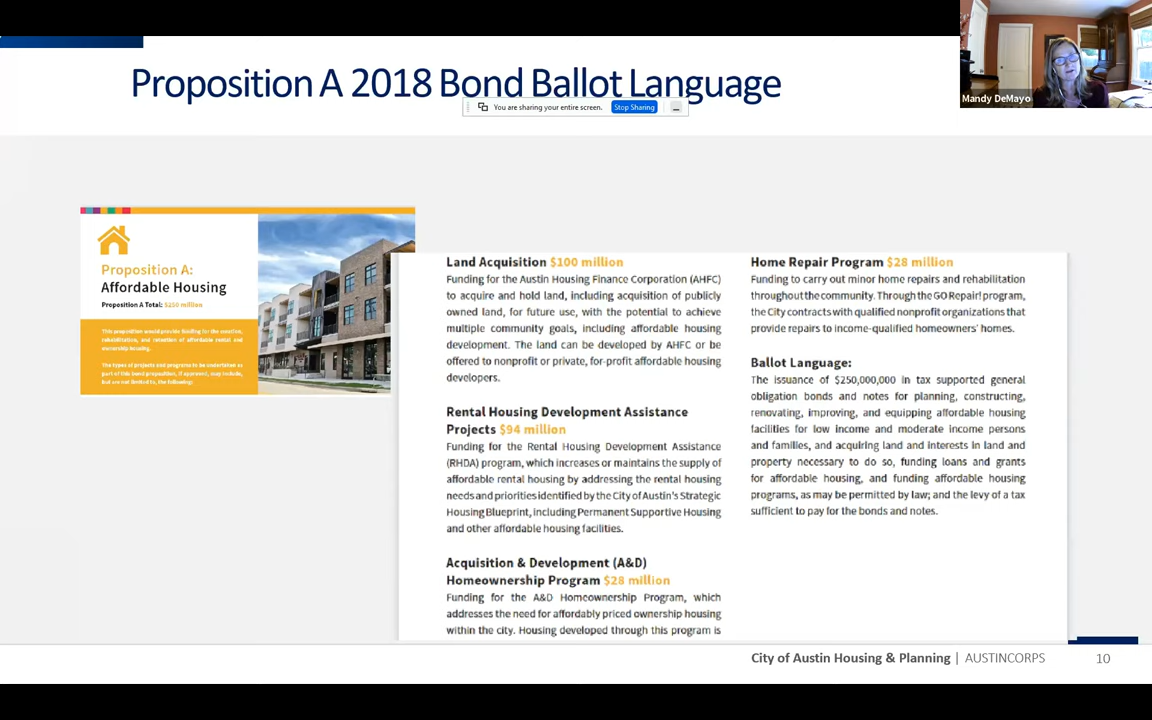 Proposition A 2018 Bond Ballot Language
You are sharing your entire screen.
Stop Sharing
Mandy DeMayo
Proposition A:
Affordable Housing
Proposition A Total: $250 million
This proposition would provide funding for the creation,
rehabilitation, and retention of affordable rental and
ownership housing.
The types of projects and programs to be undertaken as
part of this bond proposition, if approved, may include,
but are not limited to, the following:
Land Acquisition $100 million
Funding for the Austin Housing Finance Corporation (AHFC)
to acquire and hold land, including acquisition of publicly
owned land, for future use, with the potential to achieve
multiple community goals, including affordable housing
development. The land can be developed by AHFC or be
offered to nonprofit or private, for-profit affordable housing
developers.
Rental Housing Development Assistance
Projects $94 million
Funding for the Rental Housing Development Assistance
(RHDA) program, which increases or maintains the supply of
affordable rental housing by addressing the rental housing
needs and priorities identified by the City of Austin's Strategic
Housing Blueprint, including Permanent Supportive Housing
and other affordable housing facilities.
Acquisition & Development (A&D)
Homeownership Program $28 million
Funding for the A&D Homeownership Program, which
addresses the need for affordably priced ownership housing
within the city. Housing developed through this program is
Home Repair Program $28 million
Funding to carry out minor home repairs and rehabilitation
throughout the community. Through the GO Repair! program,
the City contracts with qualified nonprofit organizations that
provide repairs to income-qualified homeowners' homes.
Ballot Language:
The issuance of $250,000,000 in tax supported general
obligation bonds and notes for planning, constructing,
renovating, improving, and equipping affordable housing
facilities for low income and moderate income persons
and families, and acquiring land and interests in land and
property necessary to do so, funding loans and grants
for affordable housing, and funding affordable housing
programs, as may be permitted by law; and the levy of a tax
sufficient to pay for the bonds and notes.
City of Austin Housing & Planning | AUSTINCORPS
10